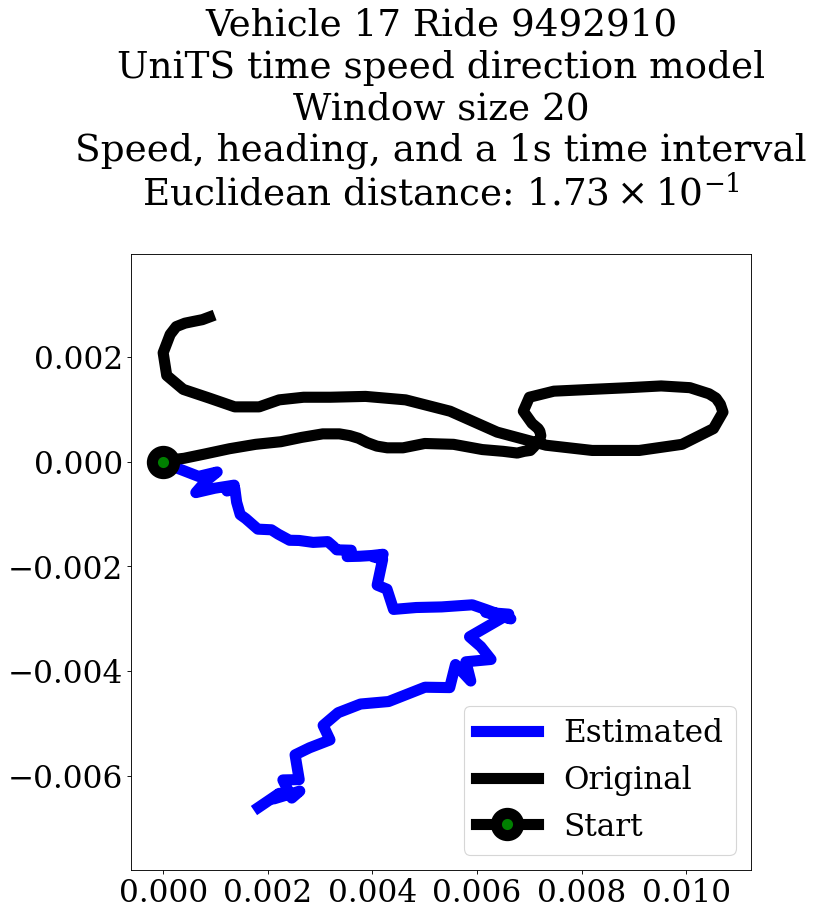 Vehicle 17 Ride 9492910
UniTS time speed direction model
Window size 20
Speed, heading, and a 1s time interval
Euclidean distance: 1.73 × 10⁻¹
0.002
0.000
−0.002
−0.004
−0.006
Estimated
Original
Start
0.000 0.002 0.004 0.006 0.008 0.010